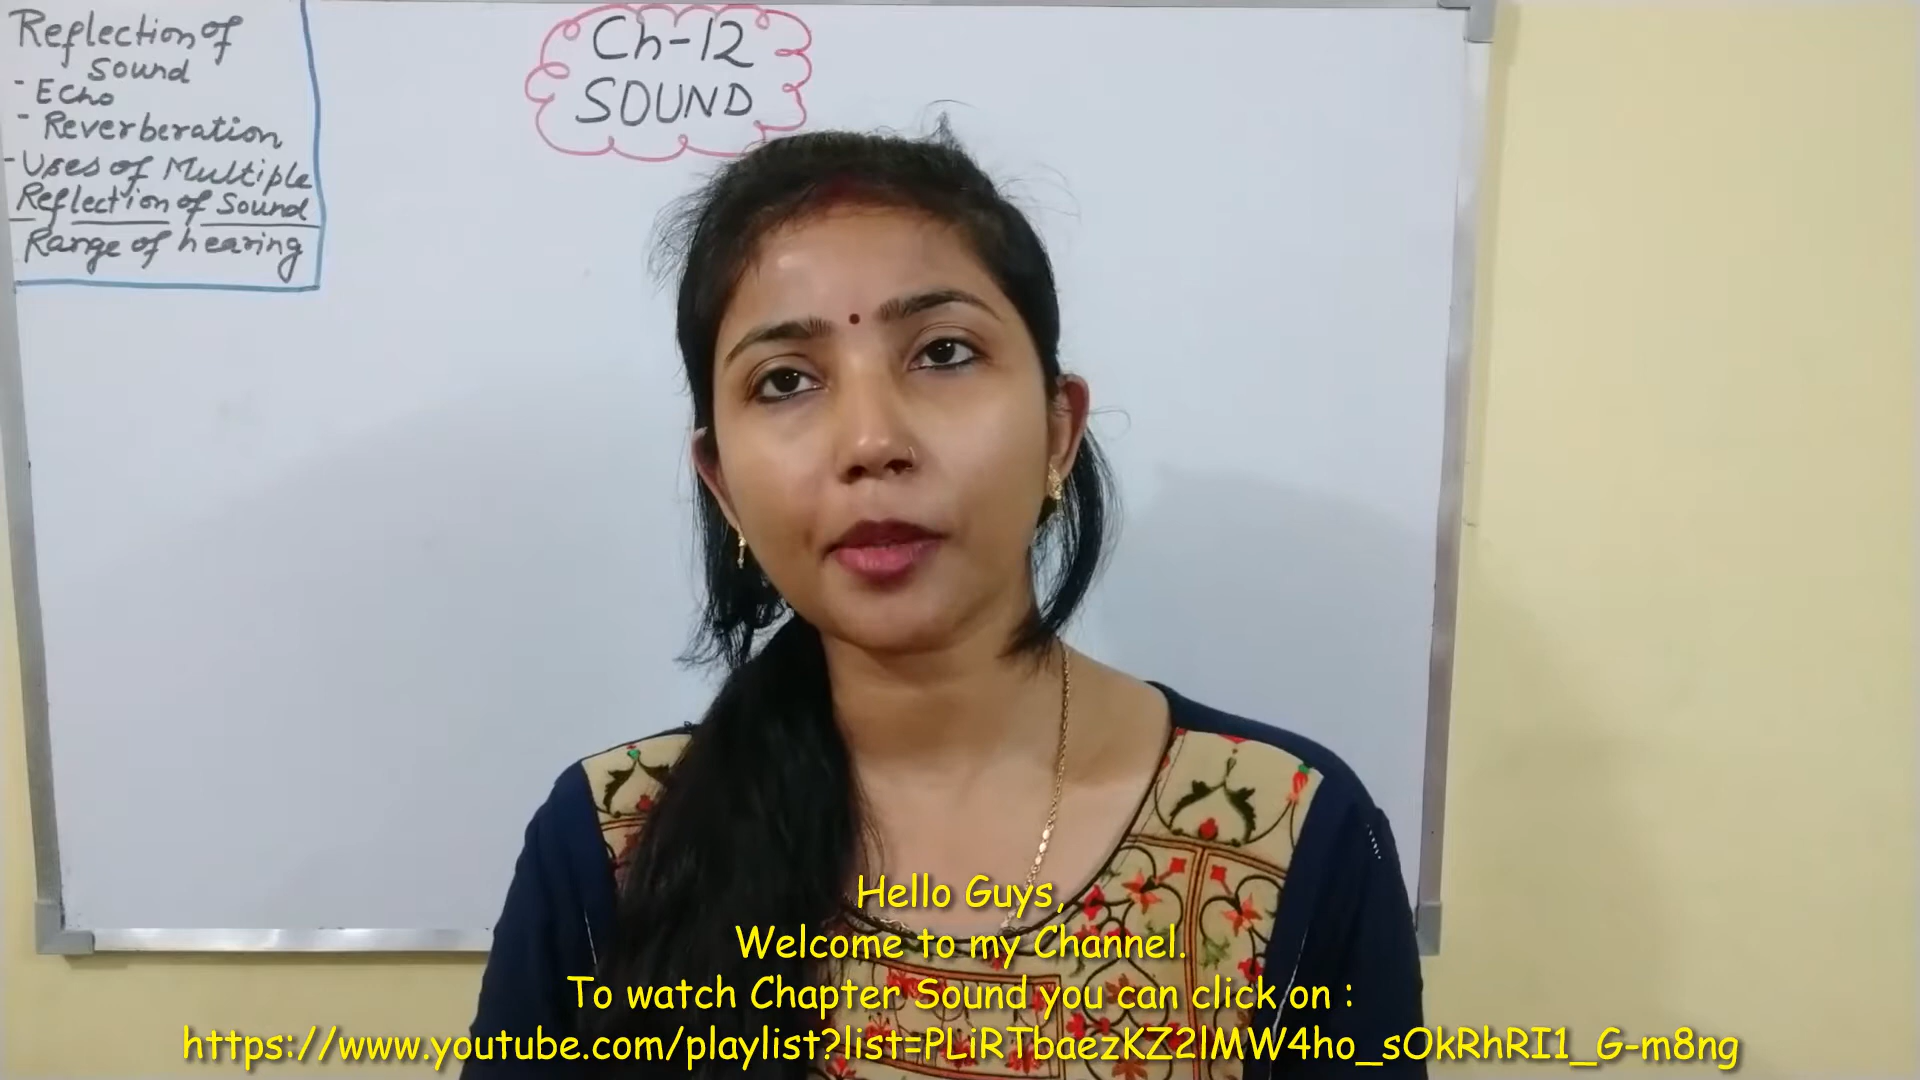 Reflection of
Sound
- Echo
- Reverberation
- Uses of Multiple
Reflection of Sound
Range of hearing
Ch-12
SOUND
Hello Guys,
Welcome to my Channel.
To watch Chapter Sound you can click on :
https://www.youtube.com/playlist?list=PLiRTbaezKZ2lMW4ho_sOkRhRI1_G-m8ng